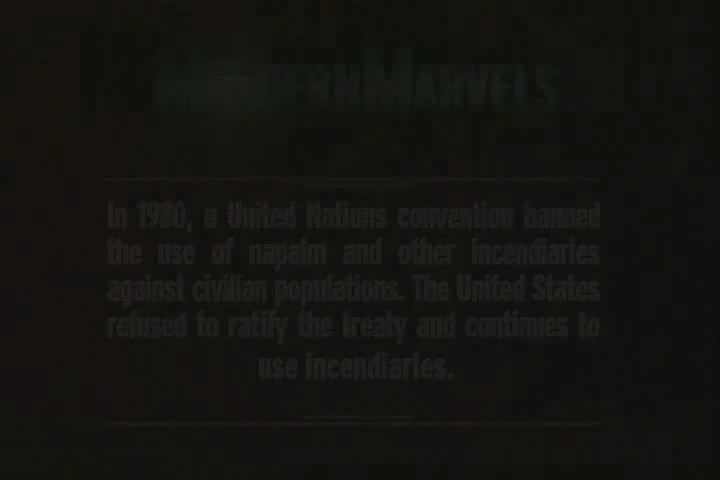 MODERN MARVELS
In 1980, a United Nations convention banned
the use of napalm and other incendiaries
against civilian populations. The United States
refused to ratify the treaty and continues to
use incendiaries.